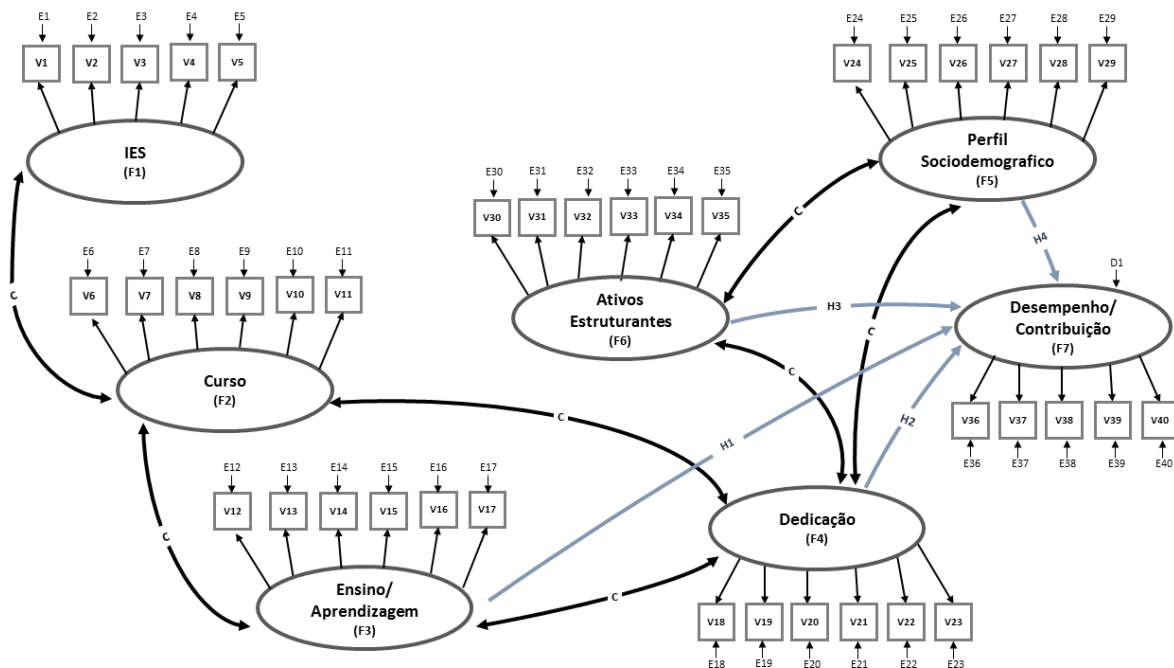 E1 E2 E3 E4 E5
V1 V2 V3 V4 V5
IES
(F1)
E24 E25 E26 E27 E28 E29
V24 V25 V26 V27 V28 V29
Perfil
Sociodemografico
(F5)
E30 E31 E32 E33 E34 E35
V30 V31 V32 V33 V34 V35
Ativos
Estruturantes
(F6)
C
H4
D1
H3
Desempenho/
Contribuição
(F7)
V36 V37 V38 V39 V40
E36 E37 E38 E39 E40
E6 E7 E8 E9 E10 E11
V6 V7 V8 V9 V10 V11
Curso
(F2)
C
C
C
C
H1
H2
E12 E13 E14 E15 E16 E17
V12 V13 V14 V15 V16 V17
Ensino/
Aprendizagem
(F3)
C
C
Dedicação
(F4)
V18 V19 V20 V21 V22 V23
E18 E19 E20 E21 E22 E23